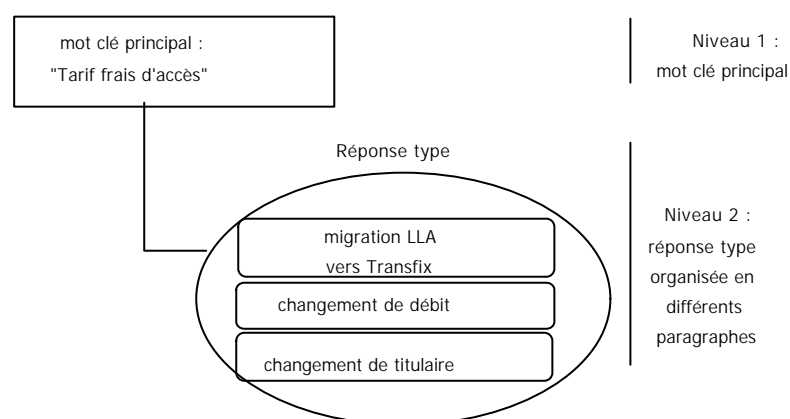 mot clé principal :
"Tarif frais d'accès"
Niveau 1 :
mot clé principal
Réponse type
migration LLA
vers Transfix
changement de débit
changement de titulaire
Niveau 2 :
réponse type
organisée en
différents
paragraphes